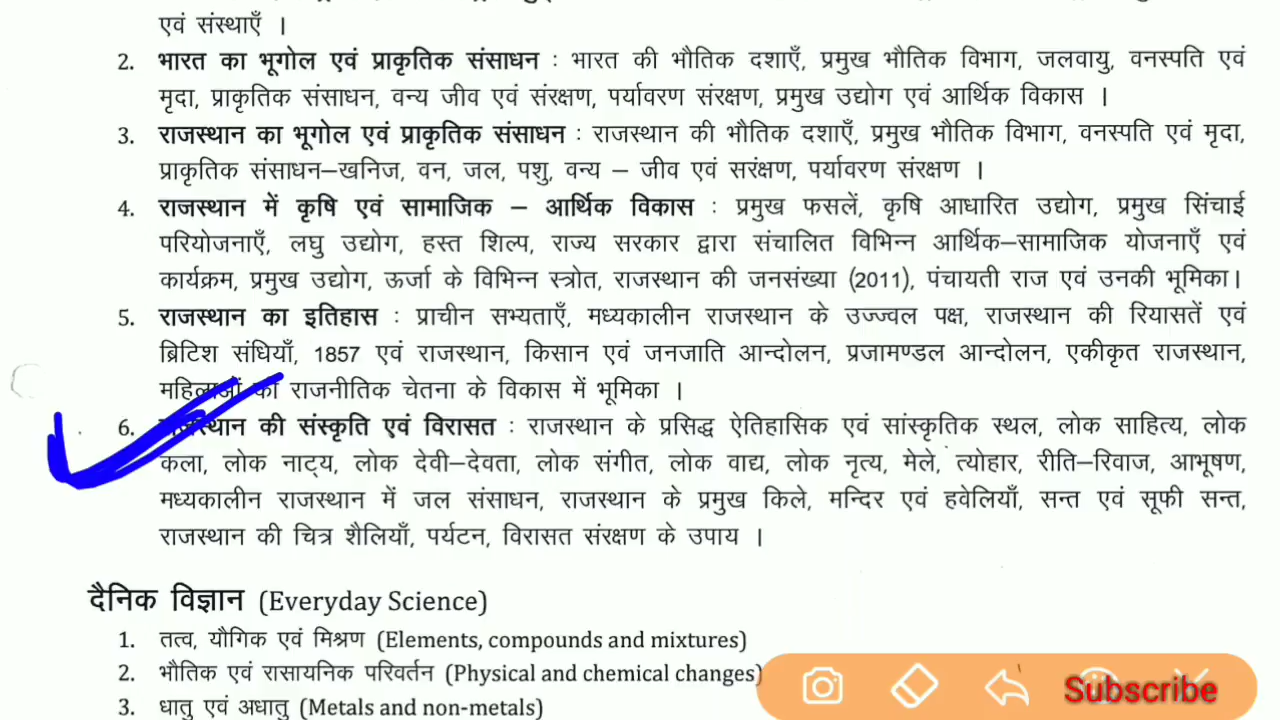 एवं संस्थाएँ ।
2. भारत का भूगोल एवं प्राकृतिक संसाधन : भारत की भौतिक दशाएँ, प्रमुख भौतिक विभाग, जलवायु, वनस्पति एवं
मृदा, प्राकृतिक संसाधन, वन्य जीव एवं संरक्षण, पर्यावरण संरक्षण, प्रमुख उद्योग एवं आर्थिक विकास ।
3. राजस्थान का भूगोल एवं प्राकृतिक संसाधन : राजस्थान की भौतिक दशाएँ, प्रमुख भौतिक विभाग, वनस्पति एवं मृदा,
प्राकृतिक संसाधन–खनिज, वन, जल, पशु, वन्य – जीव एवं सरंक्षण, पर्यावरण संरक्षण ।
4. राजस्थान में कृषि एवं सामाजिक – आर्थिक विकास : प्रमुख फसलें, कृषि आधारित उद्योग, प्रमुख सिंचाई
परियोजनाएँ, लघु उद्योग, हस्त शिल्प, राज्य सरकार द्वारा संचालित विभिन्न आर्थिक–सामाजिक योजनाएँ एवं
कार्यक्रम, प्रमुख उद्योग, ऊर्जा के विभिन्न स्त्रोत, राजस्थान की जनसंख्या (2011), पंचायती राज एवं उनकी भूमिका।
5. राजस्थान का इतिहास : प्राचीन सभ्यताएँ, मध्यकालीन राजस्थान के उज्ज्वल पक्ष, राजस्थान की रियासतें एवं
ब्रिटिश संधियाँ, 1857 एवं राजस्थान, किसान एवं जनजाति आन्दोलन, प्रजामण्डल आन्दोलन, एकीकृत राजस्थान,
महिलाओं का राजनीतिक चेतना के विकास में भूमिका ।
6. राजस्थान की संस्कृति एवं विरासत : राजस्थान के प्रसिद्ध ऐतिहासिक एवं सांस्कृतिक स्थल, लोक साहित्य, लोक
कला, लोक नाट्य, लोक देवी–देवता, लोक संगीत, लोक वाद्य, लोक नृत्य, मेले, त्योहार, रीति–रिवाज, आभूषण,
मध्यकालीन राजस्थान में जल संसाधन, राजस्थान के प्रमुख किले, मन्दिर एवं हवेलियाँ, सन्त एवं सूफी सन्त,
राजस्थान की चित्र शैलियाँ, पर्यटन, विरासत संरक्षण के उपाय ।
दैनिक विज्ञान (Everyday Science)
1. तत्व, यौगिक एवं मिश्रण (Elements, compounds and mixtures)
2. भौतिक एवं रासायनिक परिवर्तन (Physical and chemical changes)
3. धातु एवं अधातु (Metals and non-metals)
Subscribe